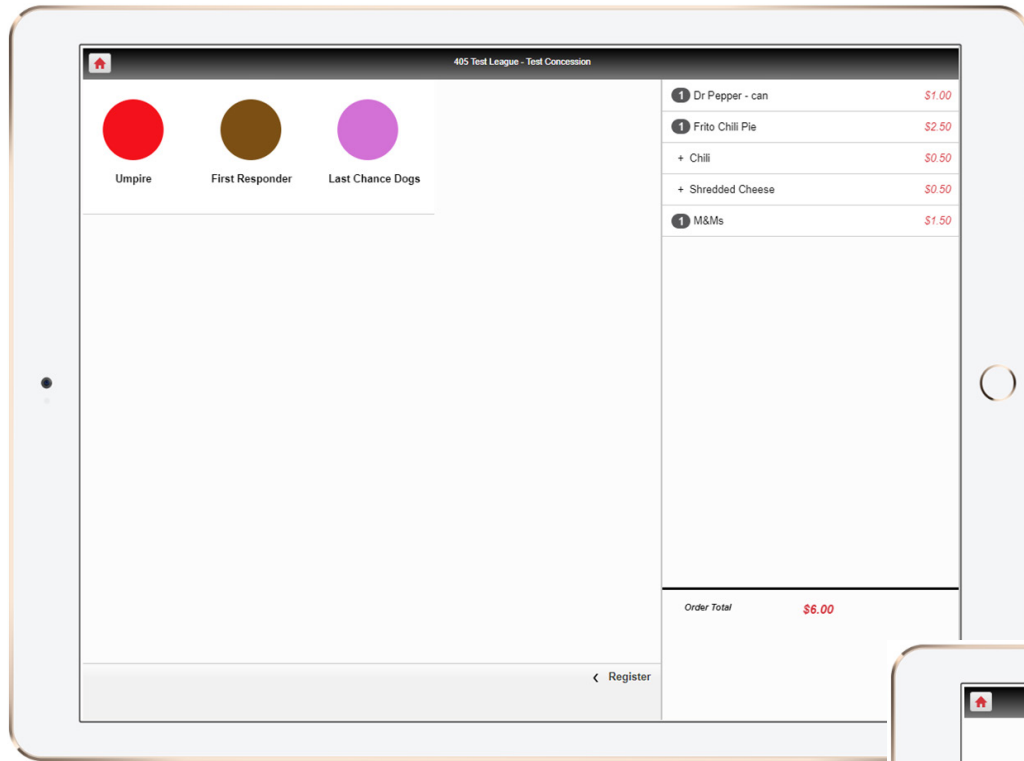 405 Test League - Test Concession
Umpire
First Responder
Last Chance Dogs
1 Dr Pepper - can $1.00
1 Frito Chili Pie $2.50
+ Chili $0.50
+ Shredded Cheese $0.50
1 M&Ms $1.50
Order Total $6.00
‹ Register